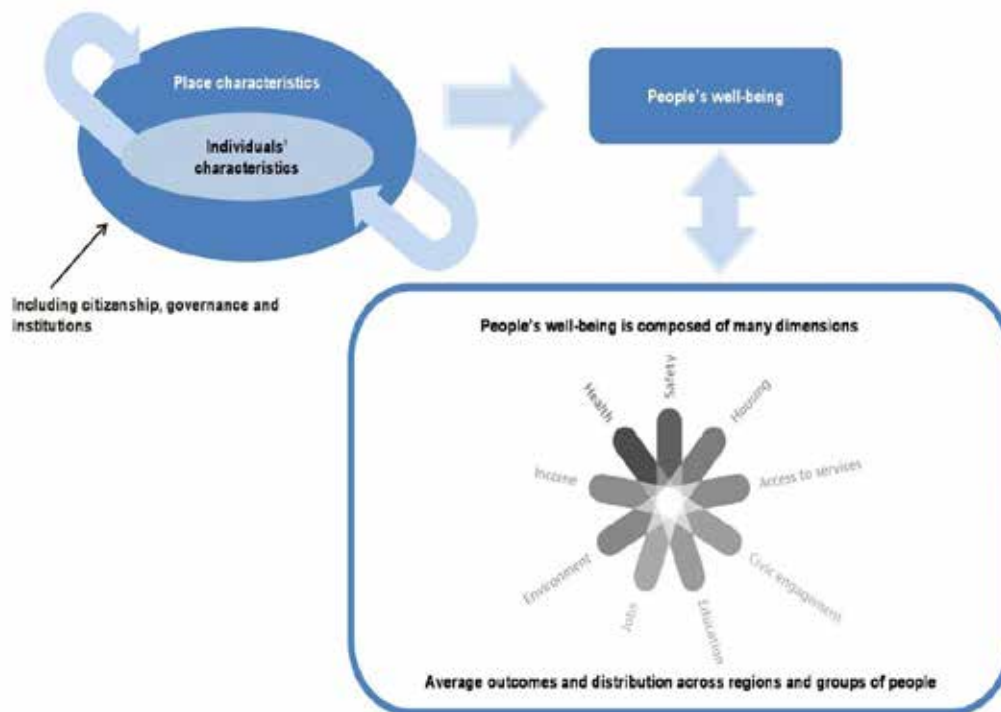 Place characteristics
Individuals'
characteristics
People's well-being
Including citizenship, governance and
institutions
People's well-being is composed of many dimensions
Safety
Health
Housing
Income
Access to services
Environment
Civic engagement
Jobs
Education
Average outcomes and distribution across regions and groups of people